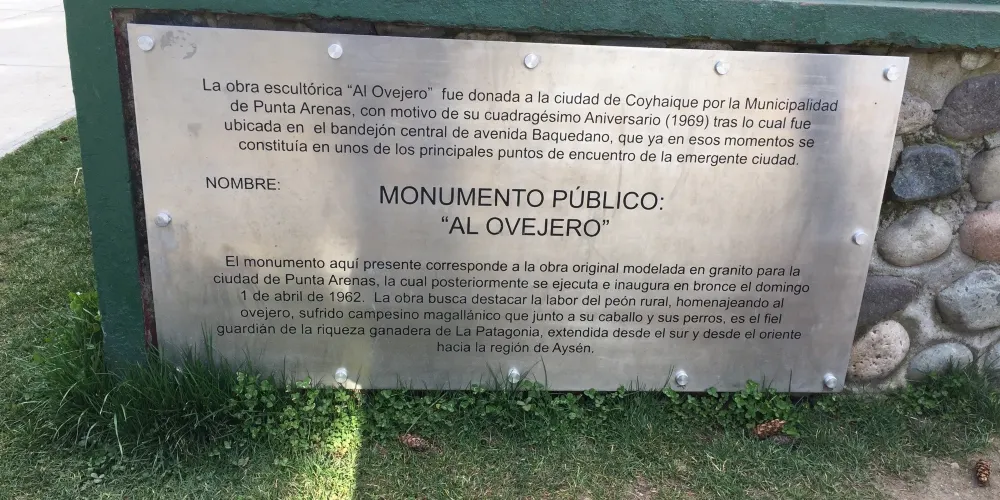 La obra escultórica “Al Ovejero” fue donada a la ciudad de Coyhaique por la Municipalidad
de Punta Arenas, con motivo de su cuadragésimo Aniversario (1969) tras lo cual fue
ubicada en el bandejón central de avenida Baquedano, que ya en esos momentos se
constituía en unos de los principales puntos de encuentro de la emergente ciudad.
NOMBRE:
MONUMENTO PÚBLICO:
“AL OVEJERO”
El monumento aquí presente corresponde a la obra original modelada en granito para la
ciudad de Punta Arenas, la cual posteriormente se ejecuta e inaugura en bronce el domingo
1 de abril de 1962. La obra busca destacar la labor del peón rural, homenajeando al
ovejero, sufrido campesino magallánico que junto a su caballo y sus perros, es el fiel
guardián de la riqueza ganadera de La Patagonia, extendida desde el sur y desde el oriente
hacia la región de Aysén.